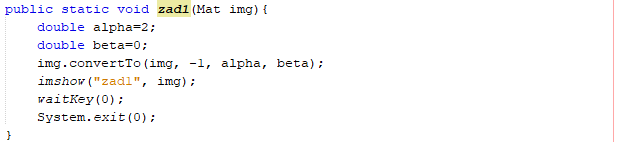 public static void zad1(Mat img){
    double alpha=2;
    double beta=0;
    img.convertTo(img, -1, alpha, beta);
    imshow("zad1", img);
    waitKey(0);
    System.exit(0);
}